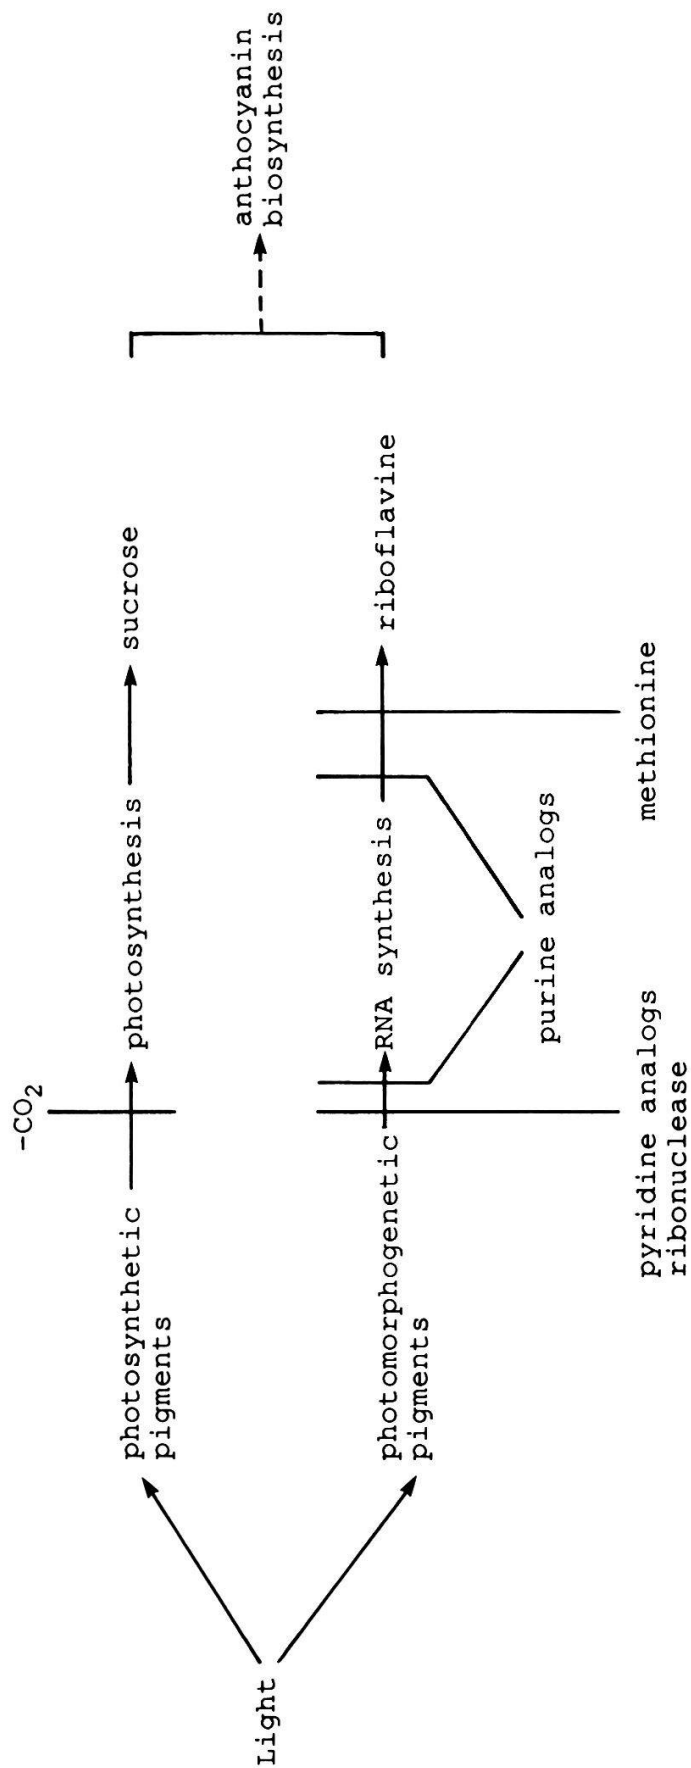 Light
photosynthetic
pigments
-CO2
photosynthesis
sucrose
photomorphogenetic
pigments
RNA synthesis
riboflavine
pyridine analogs
ribonuclease
purine analogs
methionine
anthocyanin
biosynthesis